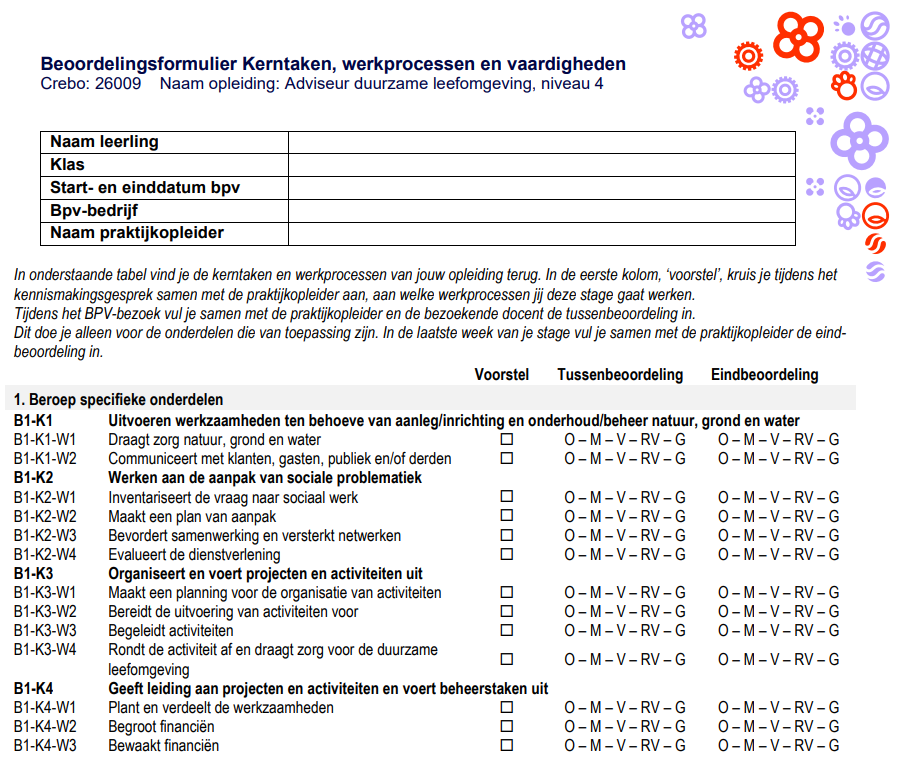 Beoordelingsformulier Kerntaken, werkprocessen en vaardigheden
Crebo: 26009 Naam opleiding: Adviseur duurzame leefomgeving, niveau 4
Naam leerling
Klas
Start- en einddatum bpv
Bpv-bedrijf
Naam praktijkopleider
In onderstaande tabel vind je de kerntaken en werkprocessen van jouw opleiding terug. In de eerste kolom, ‘voorstel’, kruis je tijdens het
kennismakingsgesprek samen met de praktijkopleider aan, aan welke werkprocessen jij deze stage gaat werken.
Tijdens het BPV-bezoek vul je samen met de praktijkopleider en de bezoekende docent de tussenbeoordeling in.
Dit doe je alleen voor de onderdelen die van toepassing zijn. In de laatste week van je stage vul je samen met de praktijkopleider de eind-
beoordeling in.
Voorstel Tussenbeoordeling Eindbeoordeling
1. Beroep specifieke onderdelen
B1-K1 Uitvoeren werkzaamheden ten behoeve van aanleg/inrichting en onderhoud/beheer natuur, grond en water
B1-K1-W1 Draagt zorg natuur, grond en water ☐ O – M – V – RV – G O – M – V – RV – G
B1-K1-W2 Communiceert met klanten, gasten, publiek en/of derden ☐ O – M – V – RV – G O – M – V – RV – G
B1-K2 Werken aan de aanpak van sociale problematiek
B1-K2-W1 Inventariseert de vraag naar sociaal werk ☐ O – M – V – RV – G O – M – V – RV – G
B1-K2-W2 Maakt een plan van aanpak ☐ O – M – V – RV – G O – M – V – RV – G
B1-K2-W3 Bevordert samenwerking en versterkt netwerken ☐ O – M – V – RV – G O – M – V – RV – G
B1-K2-W4 Evalueert de dienstverlening ☐ O – M – V – RV – G O – M – V – RV – G
B1-K3 Organiseert en voert projecten en activiteiten uit
B1-K3-W1 Maakt een planning voor de organisatie van activiteiten ☐ O – M – V – RV – G O – M – V – RV – G
B1-K3-W2 Bereidt de uitvoering van activiteiten voor ☐ O – M – V – RV – G O – M – V – RV – G
B1-K3-W3 Begeleidt activiteiten ☐ O – M – V – RV – G O – M – V – RV – G
B1-K3-W4 Rondt de activiteit af en draagt zorg voor de duurzame
leefomgeving ☐ O – M – V – RV – G O – M – V – RV – G
B1-K4 Geeft leiding aan projecten en activiteiten en voert beheerstaken uit
B1-K4-W1 Plant en verdeelt de werkzaamheden ☐ O – M – V – RV – G O – M – V – RV – G
B1-K4-W2 Begroot financiën ☐ O – M – V – RV – G O – M – V – RV – G
B1-K4-W3 Bewaakt financiën ☐ O – M – V – RV – G O – M – V – RV – G